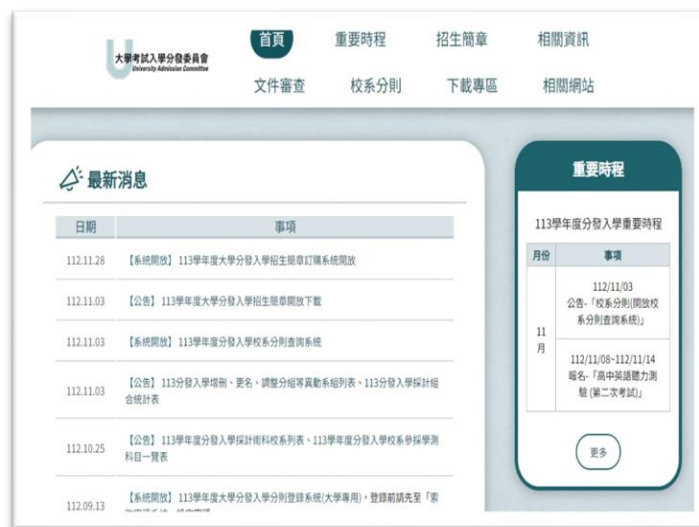 大學考試入學分發委員會
University Admission Committee
首頁 重要時程 招生簡章 相關資訊
文件審查 校系分則 下載專區 相關網站
最新消息
日期 事項
112.11.28 【系統開放】 113學年度大學分發入學招生簡章訂購系統開放
112.11.03 【公告】 113學年度大學分發入學招生簡章開放下載
112.11.03 【系統開放】 113學年度分發入學校系分則查詢系統
112.11.03 【公告】 113分發入學增刪、更名、調整分組等異動系組列表、113分發入學採計組
合統計表
112.10.25 【公告】 113學年度分發入學採計術科校系列表、113學年度分發入學校系參採學測
科目一覽表
112.09.13 【系統開放】 113學年度大學分發入學分則登錄系統(大學專用)，登錄前請先至「索
重要時程
113學年度分發入學重要時程
月份 事項
11
月
112/11/03
公告-「校系分則(開放校
系分則查詢系統)」
112/11/08~112/11/14
報名-「高中英語聽力測
驗 (第二次考試)」
更多